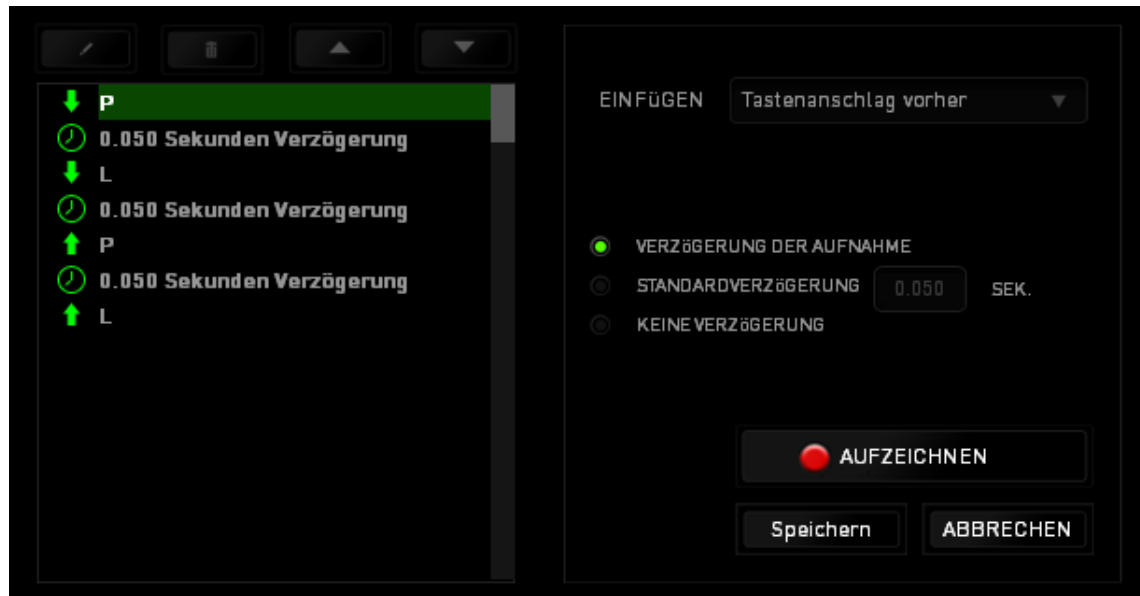 P
0.050 Sekunden Verzögerung
L
0.050 Sekunden Verzögerung
P
0.050 Sekunden Verzögerung
L
EINFüGEN Tastenanschlag vorher
VERZöGERUNG DER AUFNAHME
STANDARDVERZöGERUNG 0.050 SEK.
KEINE VERZöGERUNG
AUFZEICHNEN
Speichern ABBRECHEN